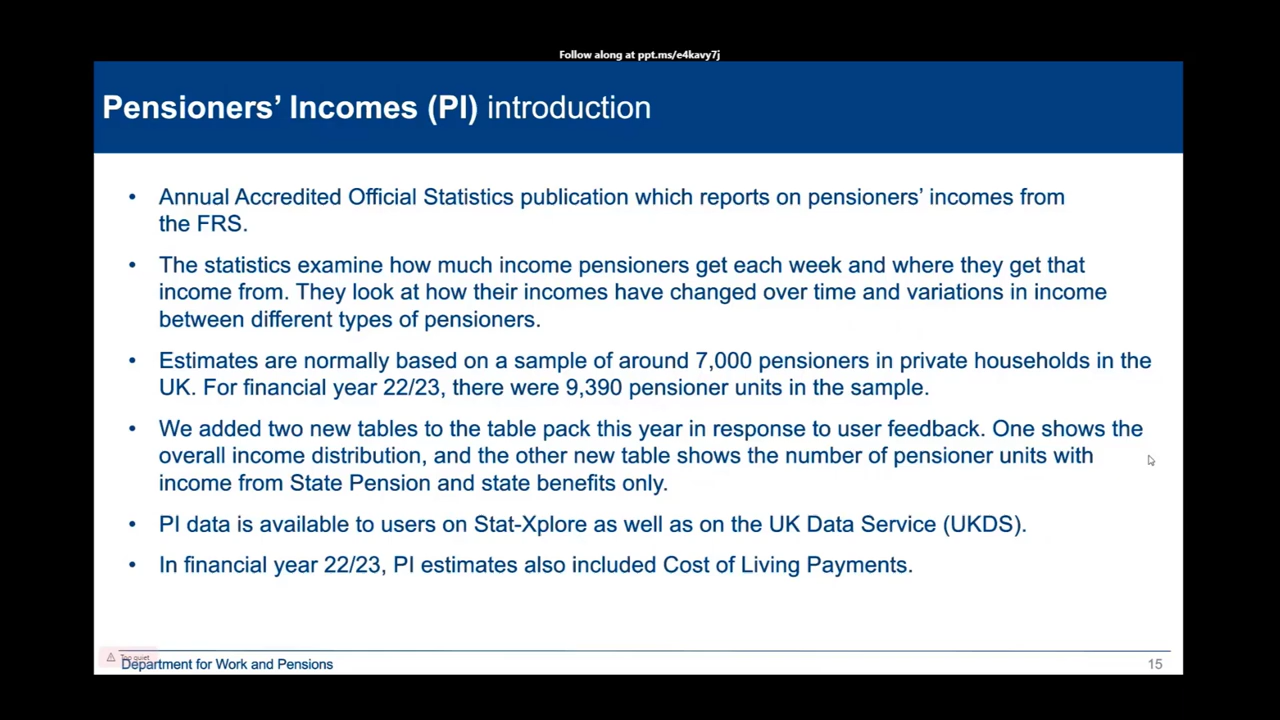 Follow along at ppt.ms/e4kavy7j
Pensioners' Incomes (PI) introduction
• Annual Accredited Official Statistics publication which reports on pensioners' incomes from
the FRS.
• The statistics examine how much income pensioners get each week and where they get that
income from. They look at how their incomes have changed over time and variations in income
between different types of pensioners.
• Estimates are normally based on a sample of around 7,000 pensioners in private households in the
UK. For financial year 22/23, there were 9,390 pensioner units in the sample.
• We added two new tables to the table pack this year in response to user feedback. One shows the
overall income distribution, and the other new table shows the number of pensioner units with
income from State Pension and state benefits only.
• PI data is available to users on Stat-Xplore as well as on the UK Data Service (UKDS).
• In financial year 22/23, PI estimates also included Cost of Living Payments.
Too quiet
Department for Work and Pensions
15